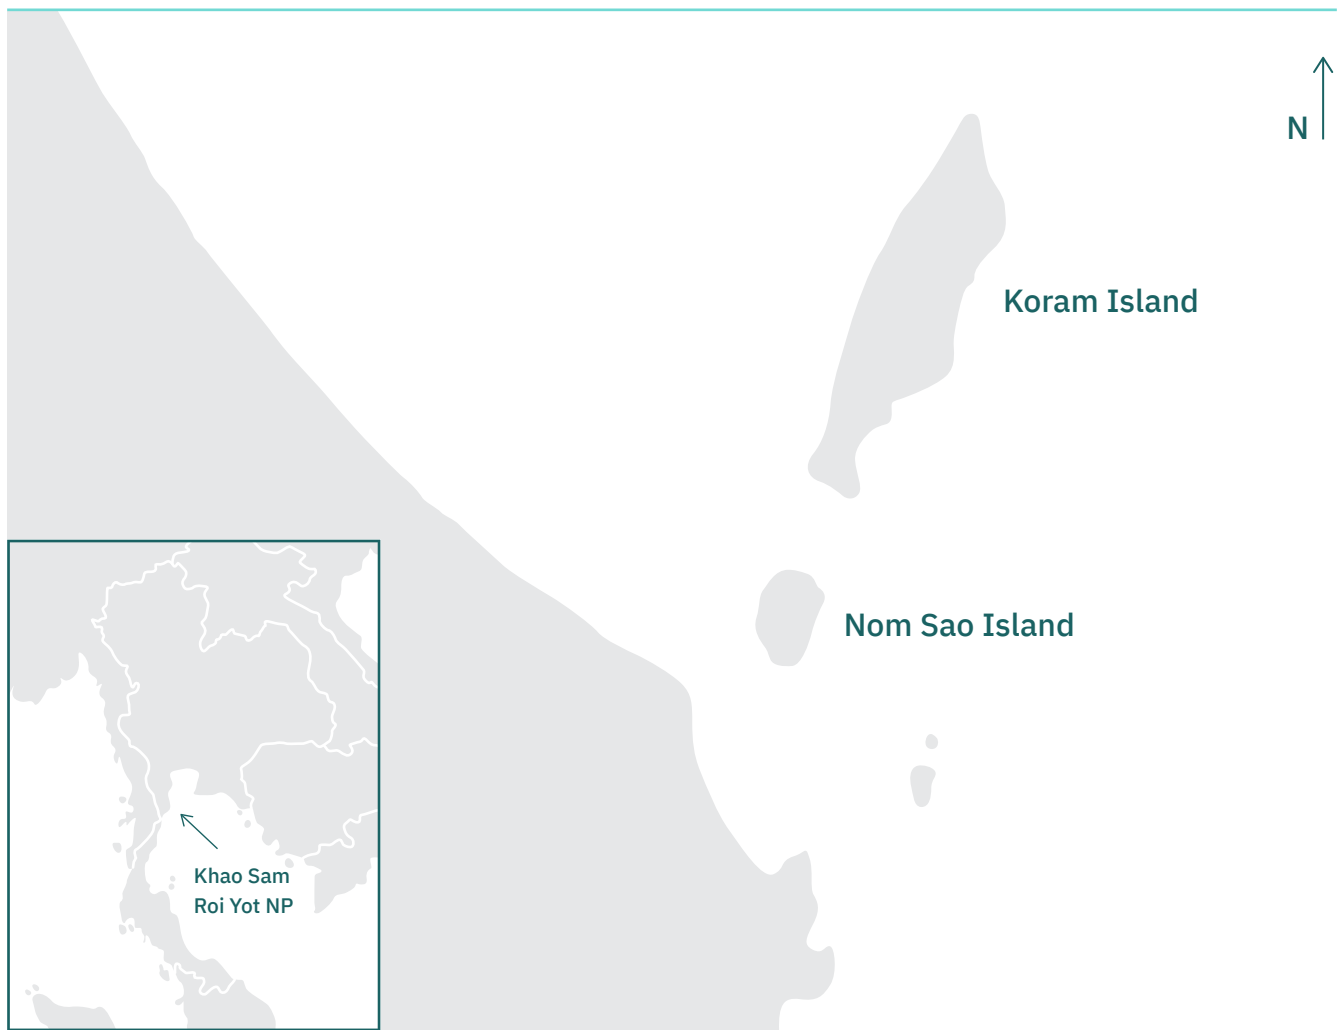 N
Koram Island
Nom Sao Island
Khao Sam
Roi Yot NP